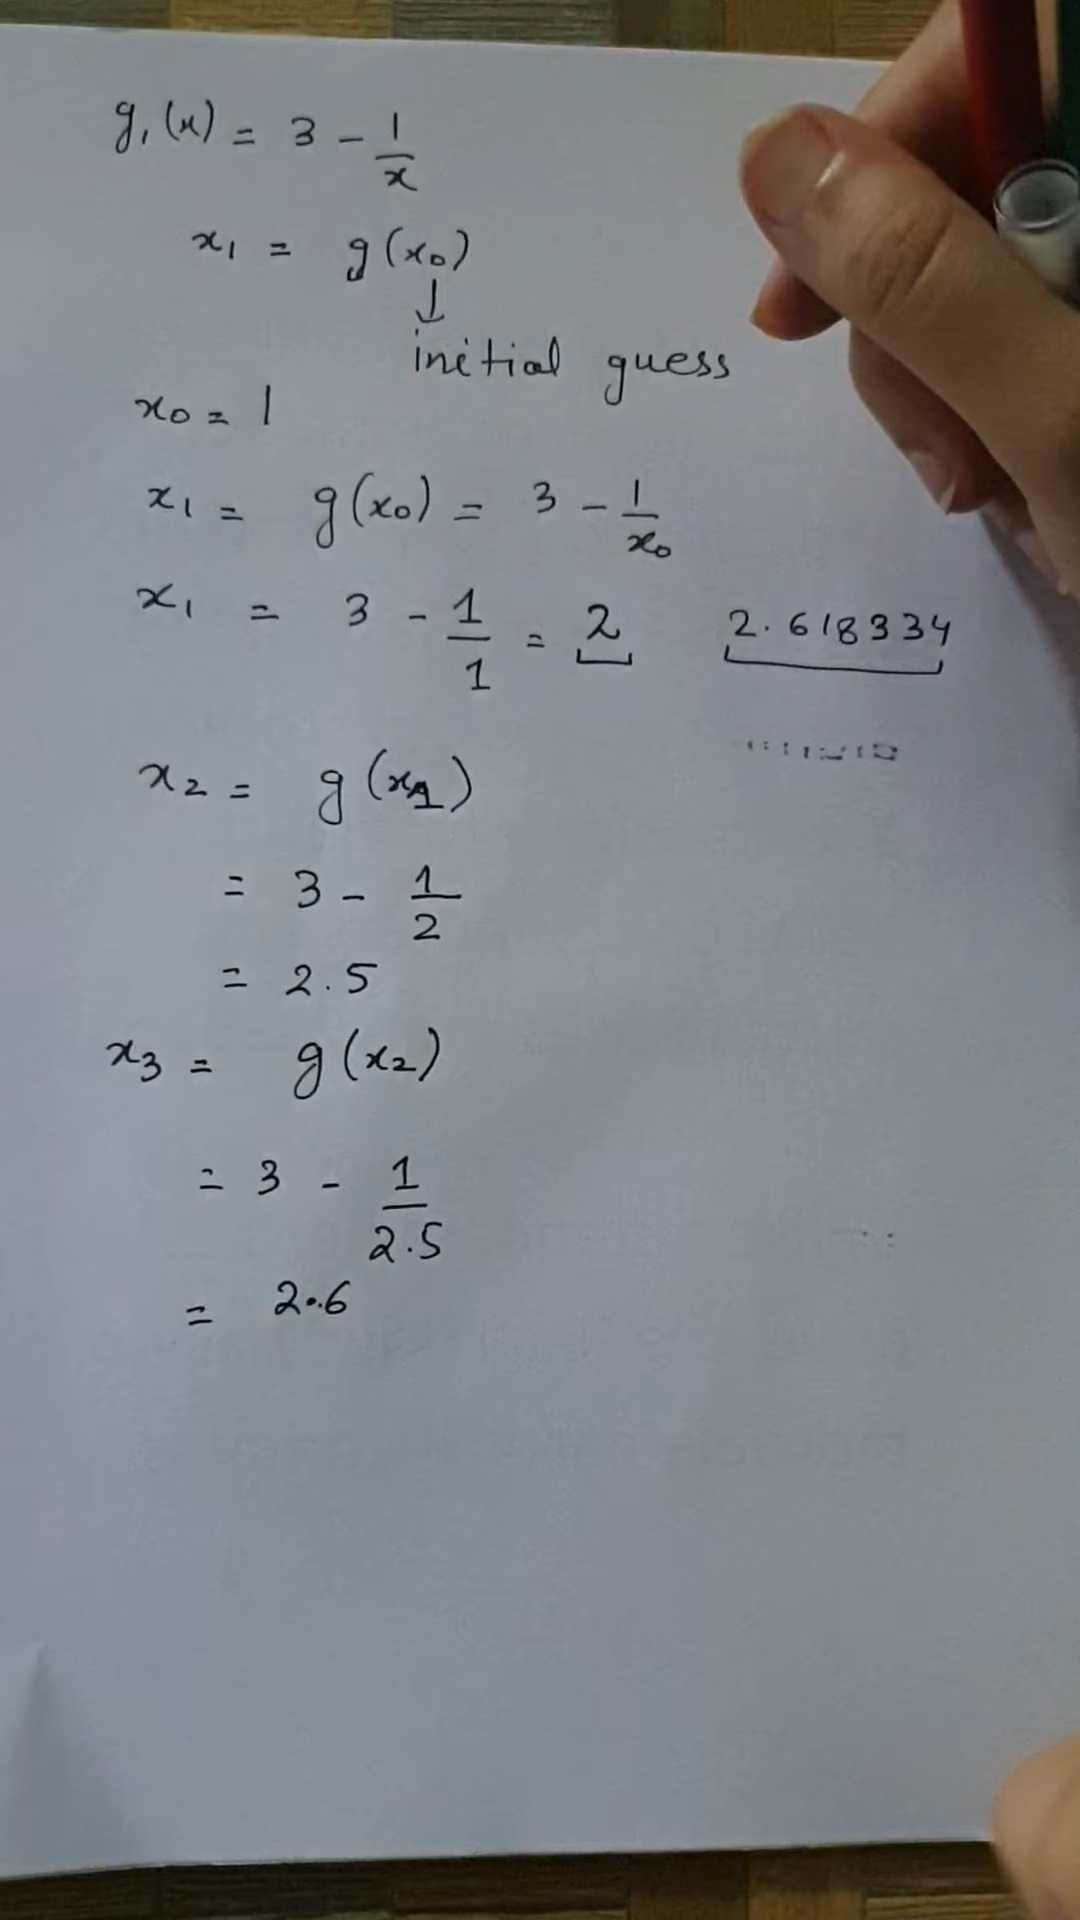 g₁(x) = 3 - 1/x
x₁ = g(x₀)
↓
initial guess
x₀ = 1
x₁ = g(x₀) = 3 - 1/x₀
x₁ = 3 - 1/1 = 2 2.618334
x₂ = g(x₁)
= 3 - 1/2
= 2.5
x₃ = g(x₂)
= 3 - 1/2.5
= 2.6